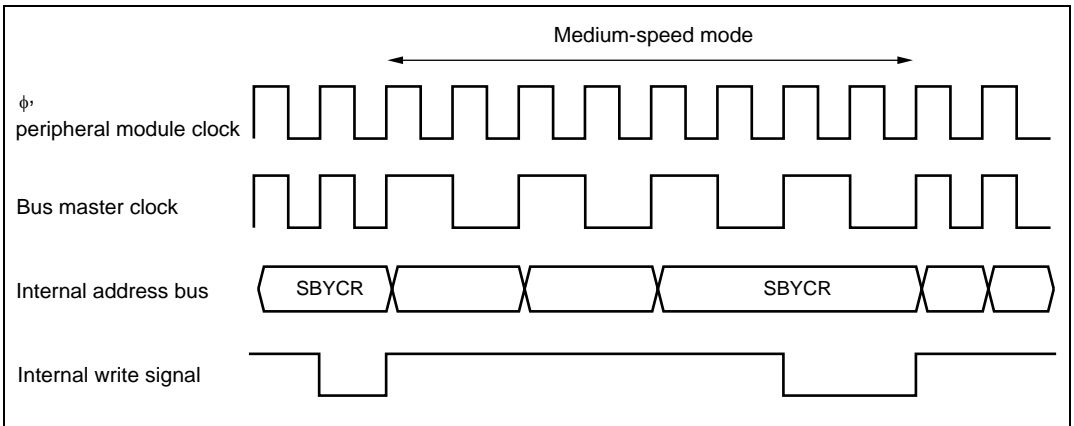 Medium-speed mode
ϕ,
peripheral module clock
Bus master clock
Internal address bus
SBYCR
SBYCR
Internal write signal